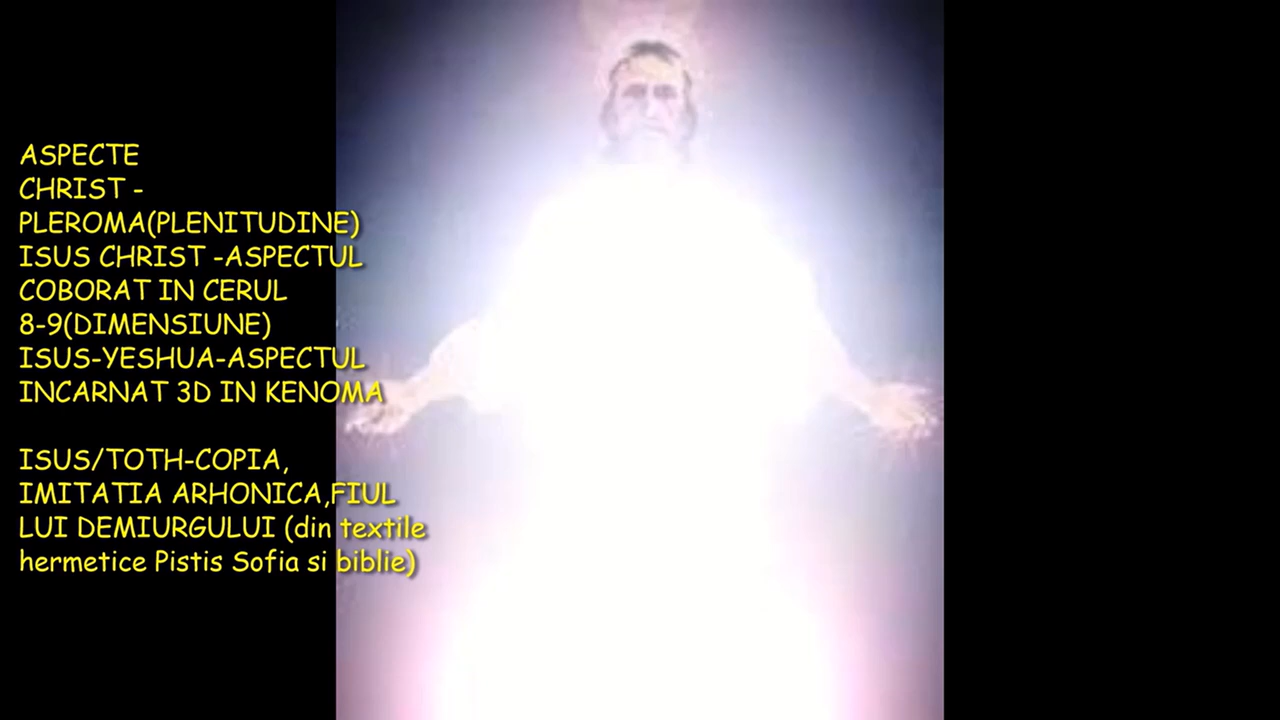 ASPECTE
CHRIST -
PLEROMA(PLENITUDINE)
ISUS CHRIST -ASPECTUL
COBORAT IN CERUL
8-9(DIMENSIUNE)
ISUS-YESHUA-ASPECTUL
INCARNAT 3D IN KENOMA
ISUS/TOTH-COPIA,
IMITATIA ARHONICA,FIUL
LUI DEMIURGULUI (din textile
hermetice Pistis Sofia si biblie)